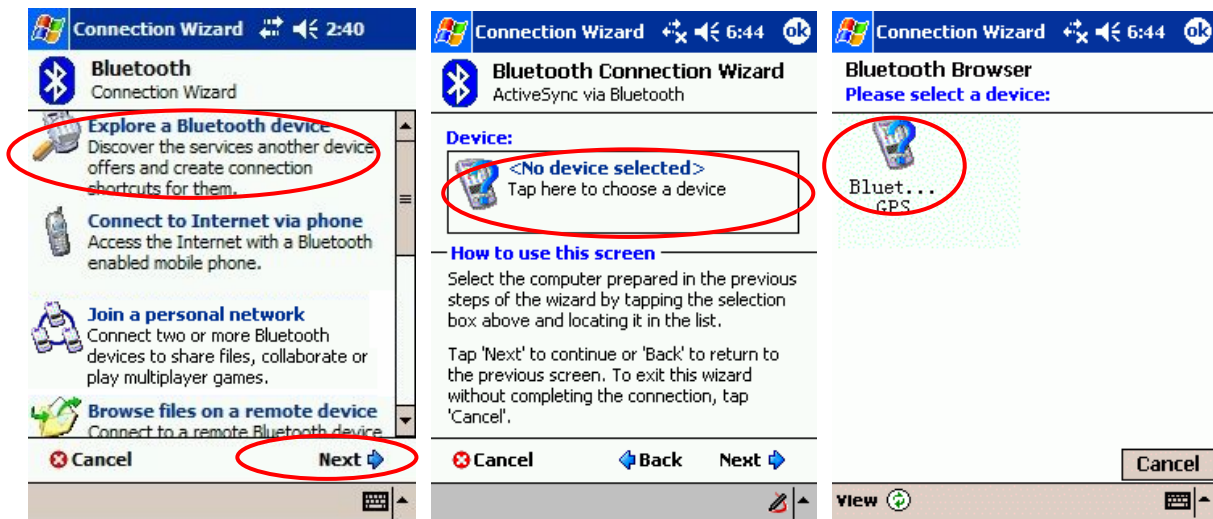 Connection Wizard 2:40
Bluetooth
Connection Wizard
Explore a Bluetooth device
Discover the services another device
offers and create connection
shortcuts for them.
Connect to Internet via phone
Access the Internet with a Bluetooth
enabled mobile phone.
Join a personal network
Connect two or more Bluetooth
devices to share files, collaborate or
play multiplayer games.
Browse files on a remote device
Connect to a remote Bluetooth device
Cancel Next
Connection Wizard 6:44 ok
Bluetooth Connection Wizard
ActiveSync via Bluetooth
Device:
<No device selected>
Tap here to choose a device
How to use this screen
Select the computer prepared in the previous
steps of the wizard by tapping the selection
box above and locating it in the list.
Tap 'Next' to continue or 'Back' to return to
the previous screen. To exit this wizard
without completing the connection, tap
'Cancel'.
Cancel Back Next
Connection Wizard 6:44 ok
Bluetooth Browser
Please select a device:
Bluet...
GPS
Cancel
View